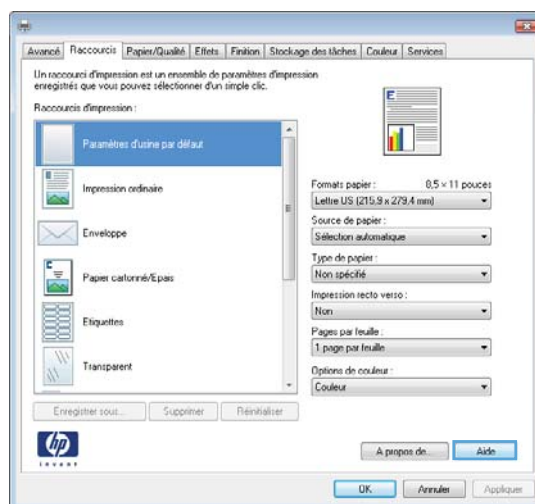 Avancé Raccourcis Papier/Qualité Effets Finition Stockage des tâches Couleur Services
Un raccourci d'impression est un ensemble de paramètres d'impression
enregistrés que vous pouvez sélectionner d'un simple clic.
Raccourcis d'impression :
Paramètres d'usine par défaut
Impression ordinaire
Enveloppe
Papier cartonné/Epais
Etiquettes
Transparent
Enregistrer sous... Supprimer Réinitialiser
E
Formats papier : 8,5 × 11 pouces
Lettre US (215,9 x 279,4 mm)
Source de papier :
Sélection automatique
Type de papier :
Non spécifié
Impression recto verso :
Non
Pages par feuille :
1 page par feuille
Options de couleur :
Couleur
hp
invent
A propos de... Aide
OK Annuler Appliquer